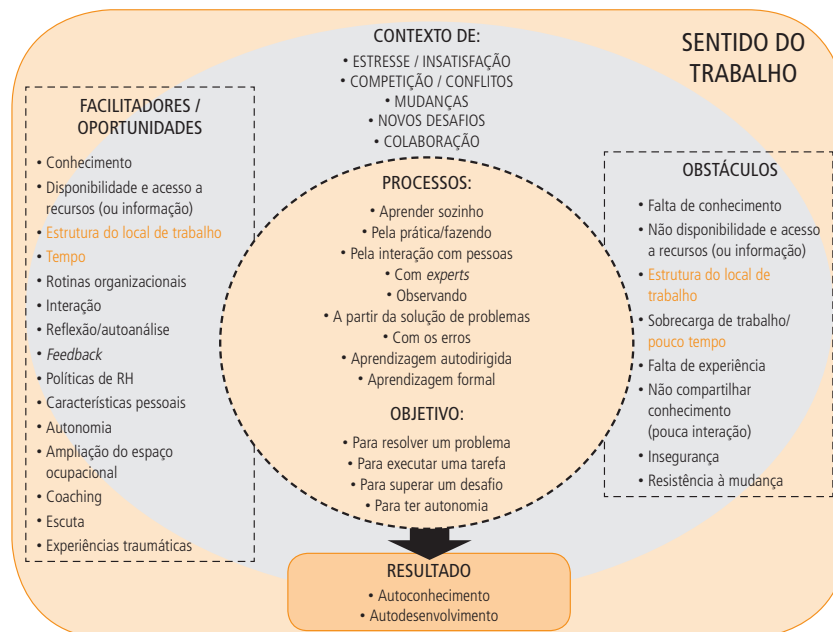 CONTEXTO DE:
• ESTRESSE / INSATISFAÇÃO
• COMPETIÇÃO / CONFLITOS
• MUDANÇAS
• NOVOS DESAFIOS
• COLABORAÇÃO
SENTIDO DO
TRABALHO
FACILITADORES /
OPORTUNIDADES
• Conhecimento
• Disponibilidade e acesso a
recursos (ou informação)
• Estrutura do local de trabalho
• Tempo
• Rotinas organizacionais
• Interação
• Reflexão/autoanálise
• Feedback
• Políticas de RH
• Características pessoais
• Autonomia
• Ampliação do espaço
ocupacional
• Coaching
• Escuta
• Experiências traumáticas
PROCESSOS:
• Aprender sozinho
• Pela prática/fazendo
• Pela interação com pessoas
• Com experts
• Observando
• A partir da solução de problemas
• Com os erros
• Aprendizagem autodirigida
• Aprendizagem formal
OBJETIVO:
• Para resolver um problema
• Para executar uma tarefa
• Para superar um desafio
• Para ter autonomia
OBSTÁCULOS
• Falta de conhecimento
• Não disponibilidade e acesso
a recursos (ou informação)
• Estrutura do local de
trabalho
• Sobrecarga de trabalho/
pouco tempo
• Falta de experiência
• Não compartilhar
conhecimento
(pouca interação)
• Insegurança
• Resistência à mudança
RESULTADO
• Autoconhecimento
• Autodesenvolvimento